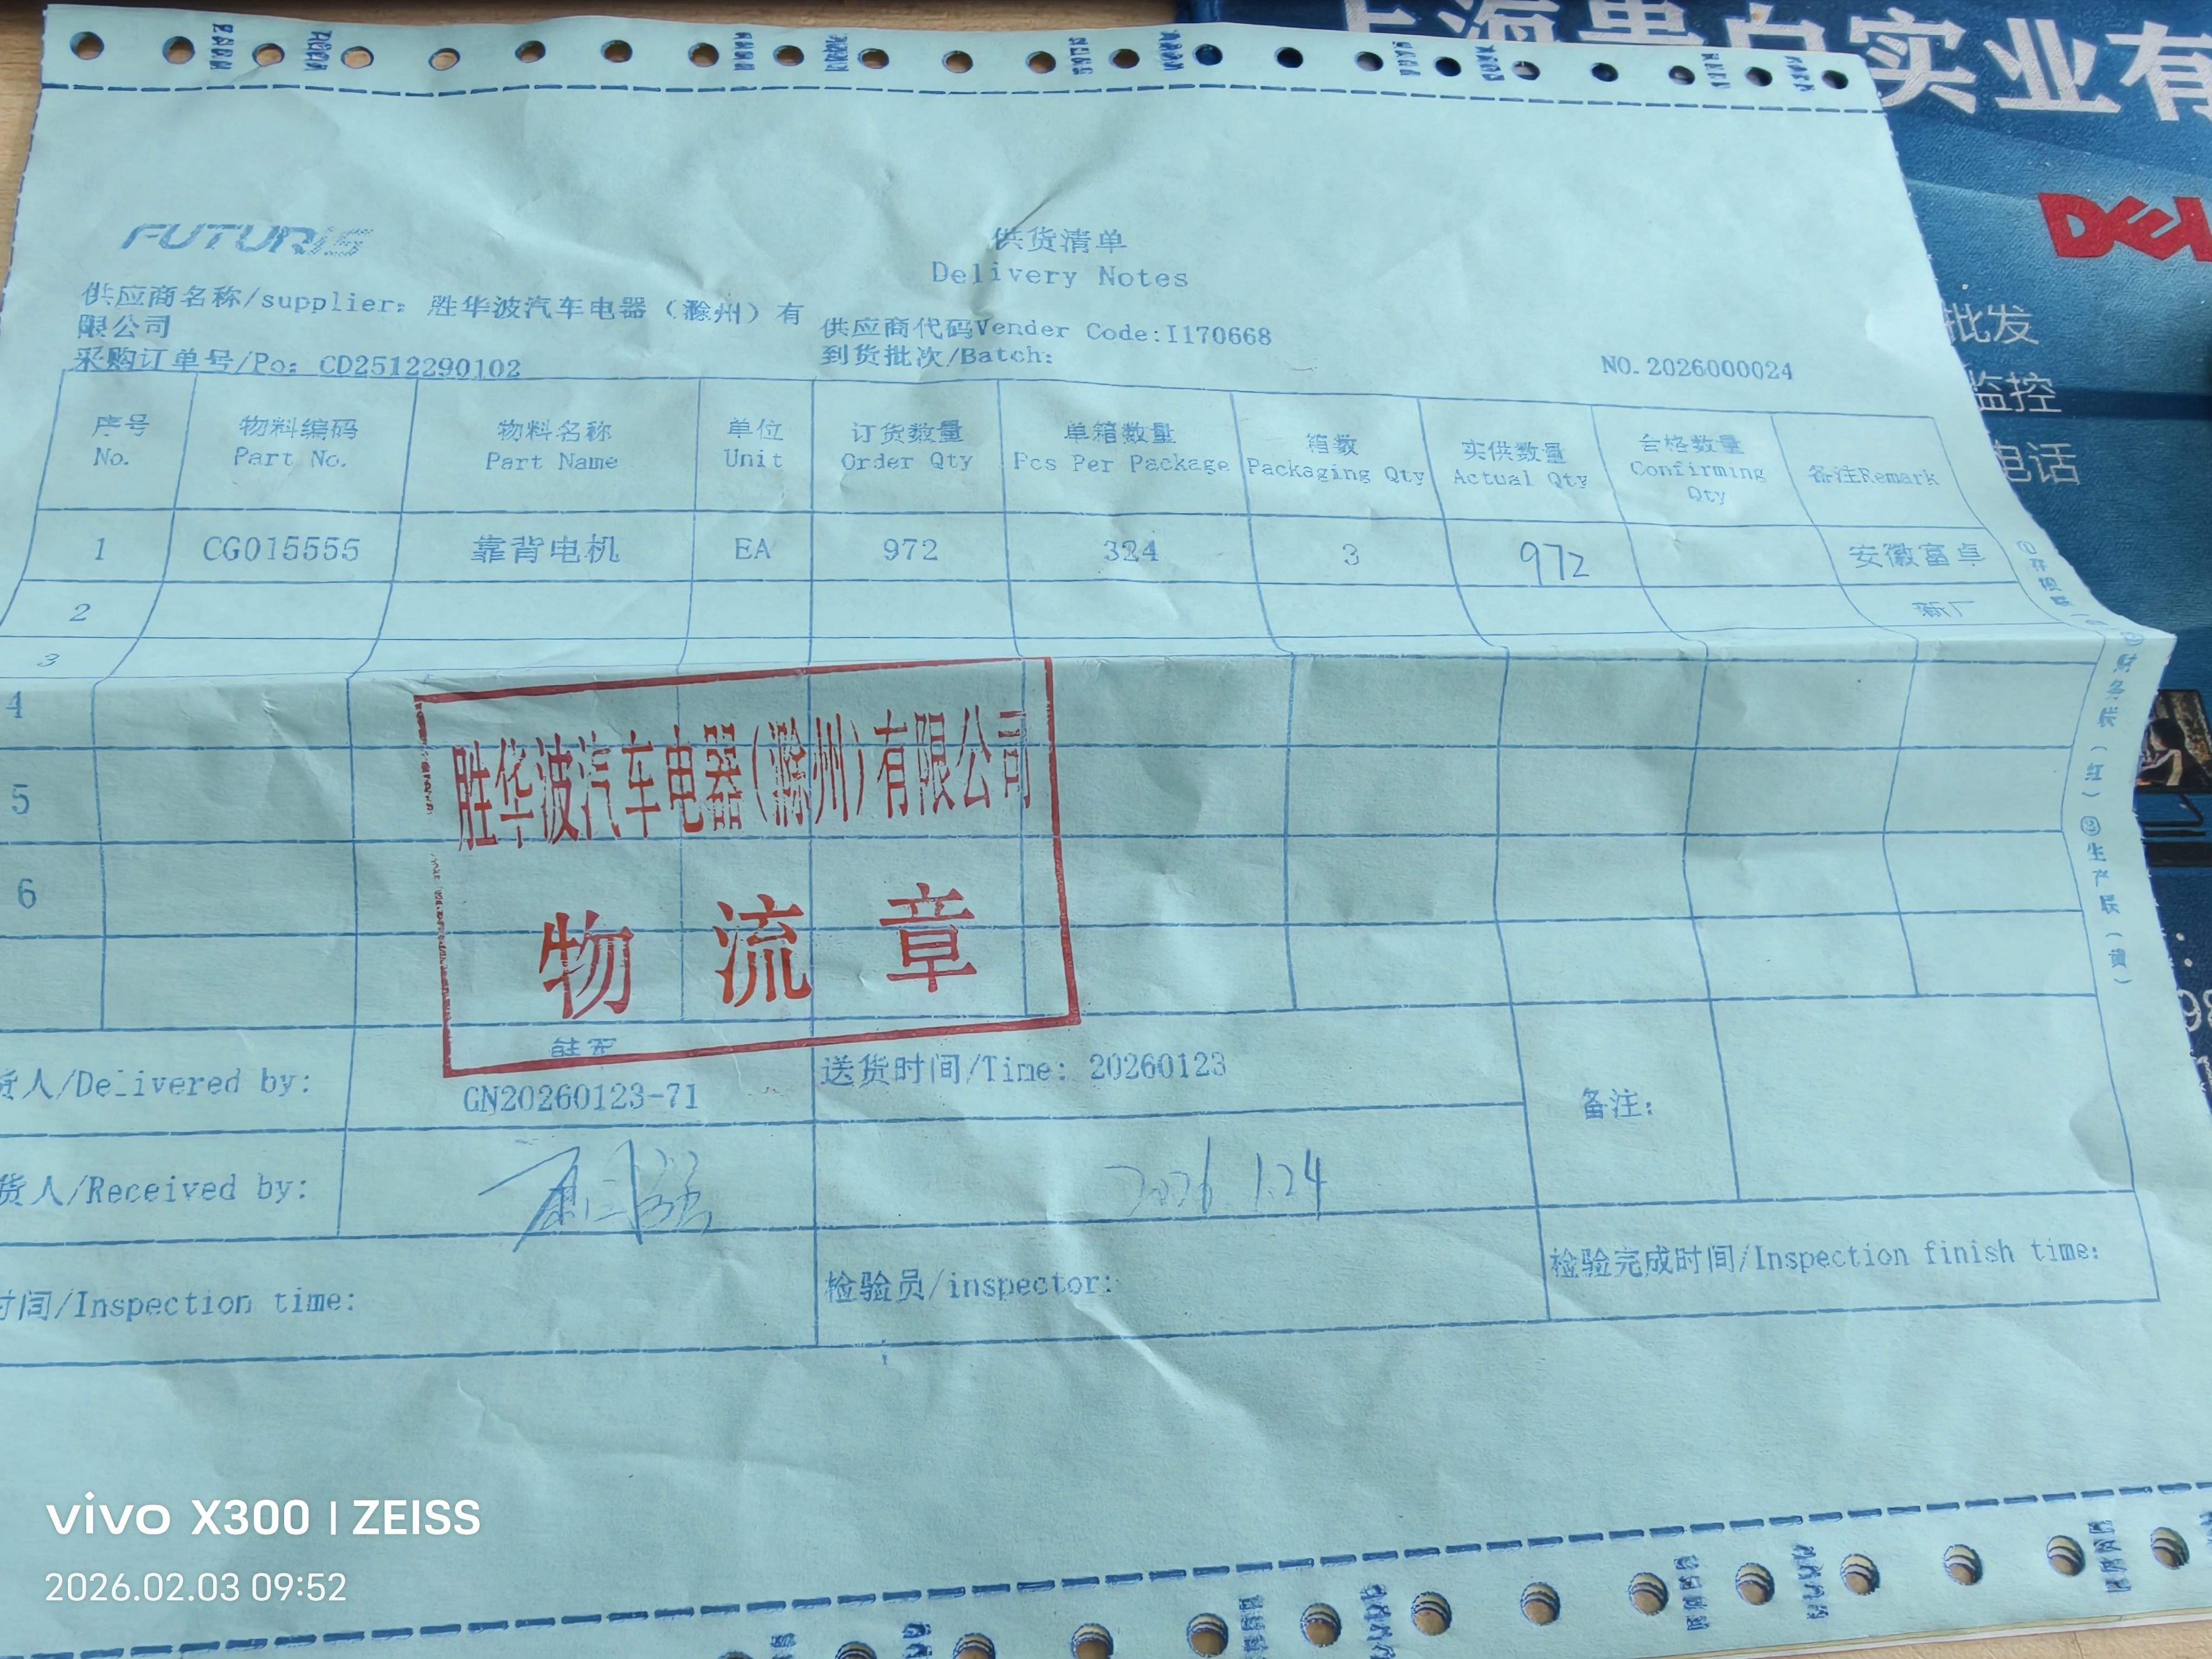 上海
实业有
DEL
批发
监控
电话
FUTURIS
供货清单
Delivery Notes
供应商名称/supplier: 胜华波汽车电器（滁州）有
限公司
供应商代码Vender Code:I170668
采购订单号/Po: CD2512290102
到货批次/Batch:
NO.2026000024
序号 物料编码 物料名称 单位 订货数量 单箱数量 箱数 实供数量 合格数量 备注Remark
No. Part No. Part Name Unit Order Qty Pcs Per Package Packaging Qty Actual Qty Confirming Qty
1 CG015555 靠背电机 EA 972 324 3 972 安徽富卓
2 新厂
3
4
5
6
胜华波汽车电器（滁州）有限公司
物流章
货人/Delivered by:
GN20260123-71
送货时间/Time: 20260123
备注:
货人/Received by:
2026.1.24
时间/Inspection time:
检验员/inspector:
检验完成时间/Inspection finish time:
②财务联（红）③生产联（黄）
vivo X300 | ZEISS
2026.02.03 09:52